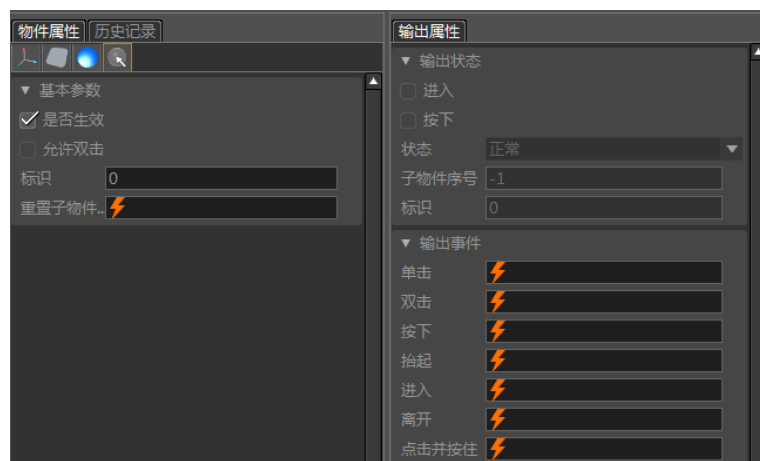 物件属性 历史记录
基本参数
是否生效
允许双击
标识 0
重置子物件..
输出属性
输出状态
进入
按下
状态 正常
子物件序号 -1
标识 0
输出事件
单击
双击
按下
抬起
进入
离开
点击并按住